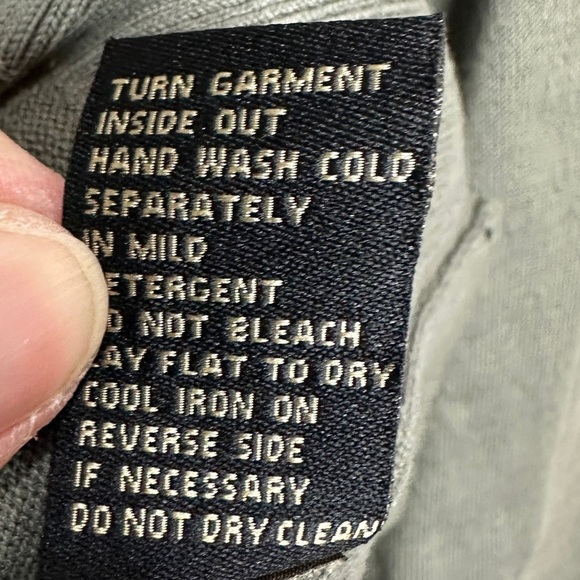 TURN GARMENT
INSIDE OUT
HAND WASH COLD
SEPARATELY
IN MILD
ETERGENT
O NOT BLEACH
AY FLAT TO DRY
COOL IRON ON
REVERSE SIDE
IF NECESSARY
DO NOT DRY CLEAN